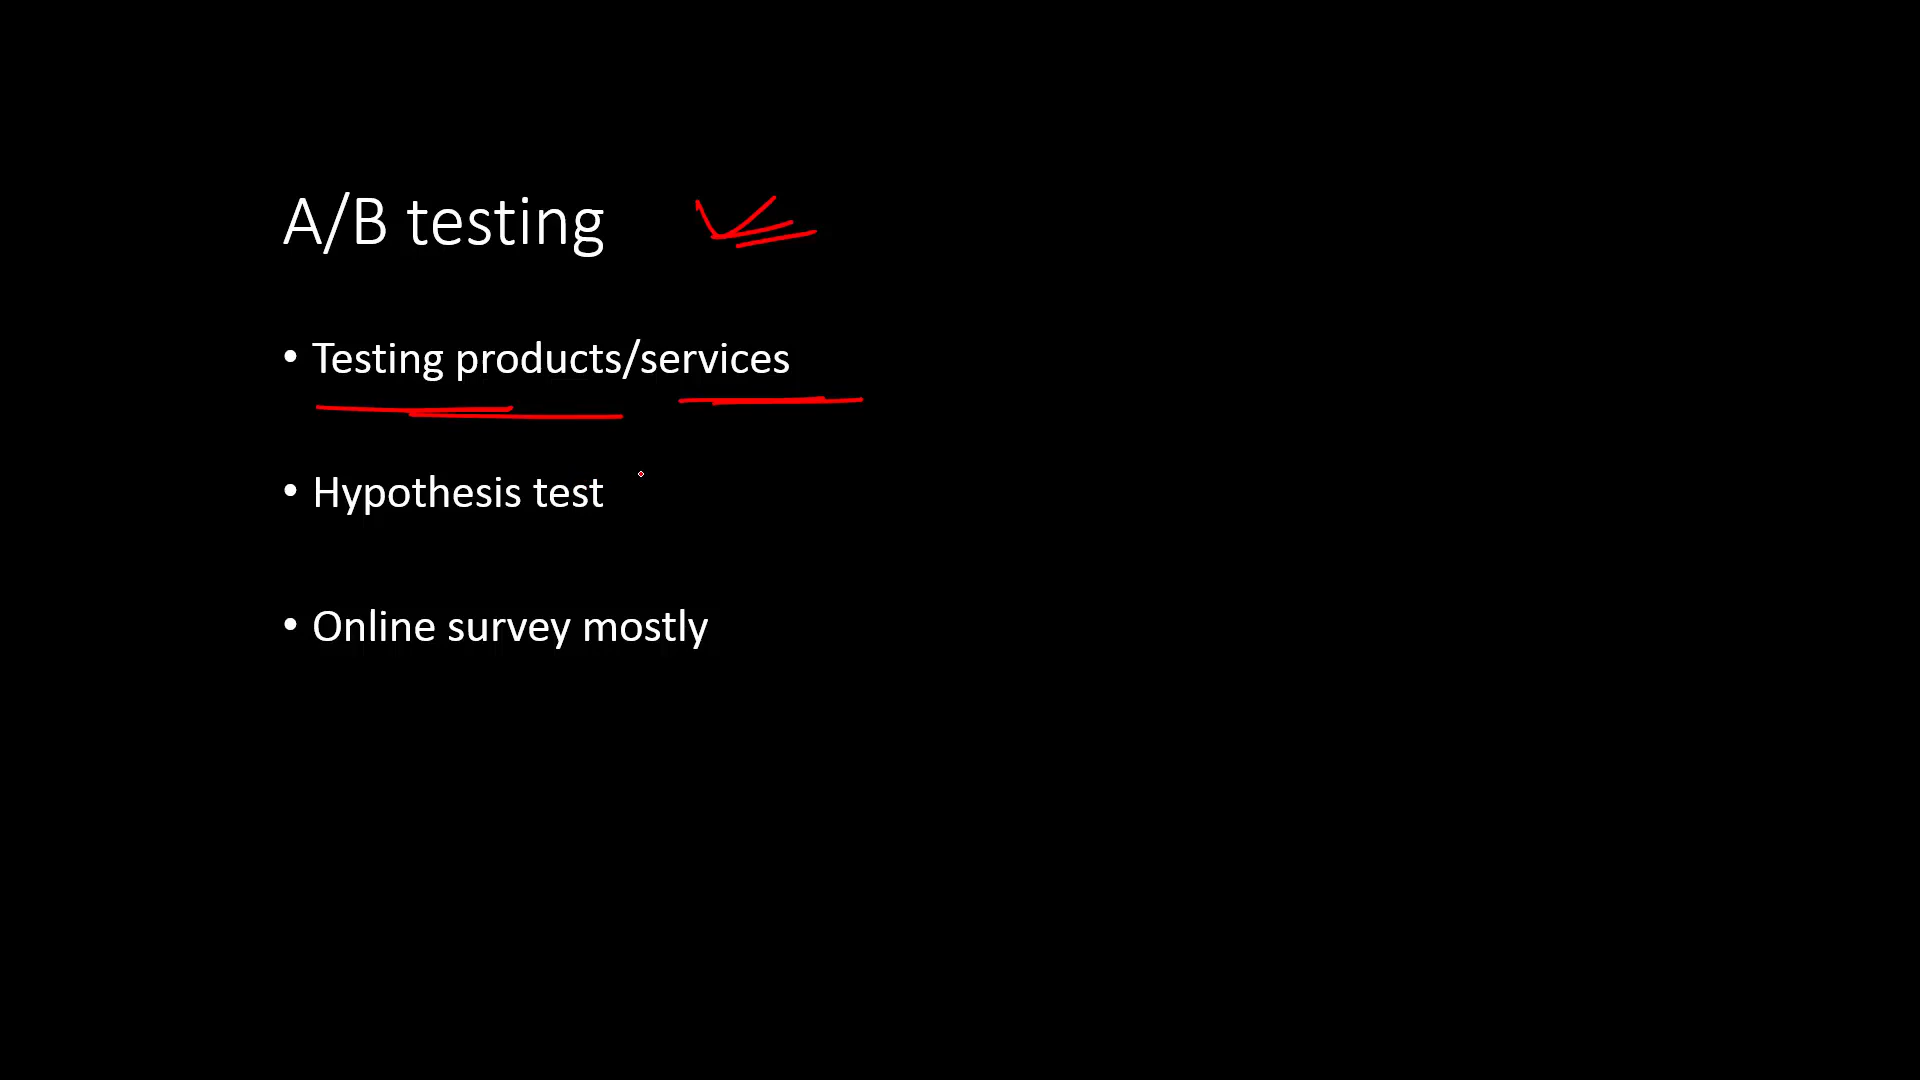 A/B testing
• Testing products/services
• Hypothesis test
• Online survey mostly